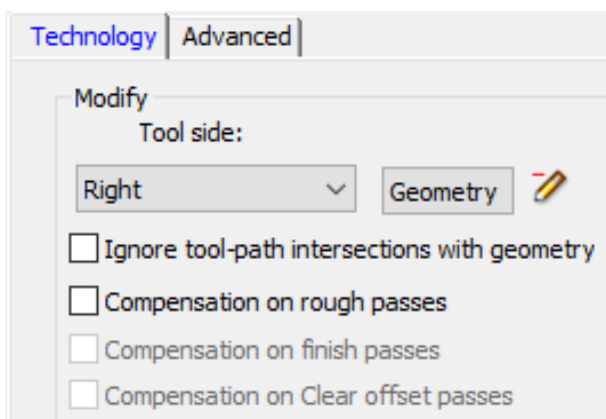 Technology Advanced
Modify
Tool side:
Right Geometry
Ignore tool-path intersections with geometry
Compensation on rough passes
Compensation on finish passes
Compensation on Clear offset passes